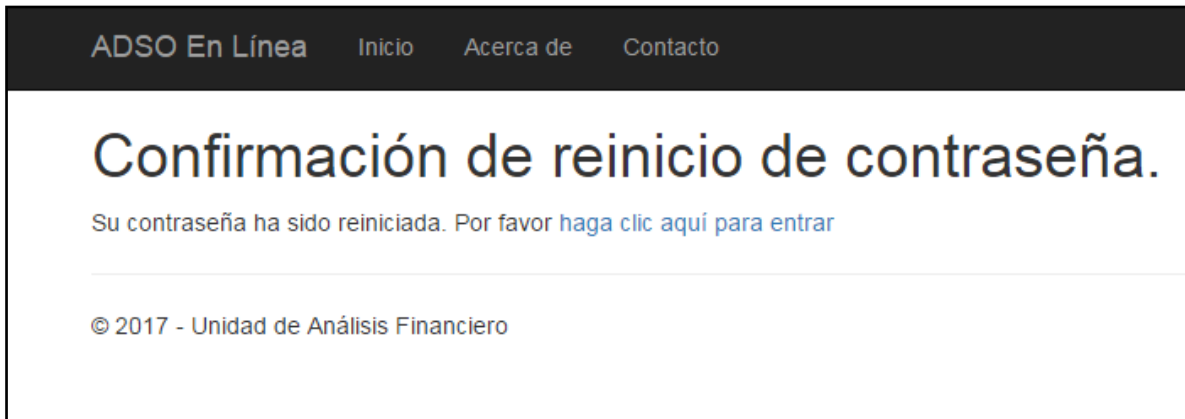 ADSO En Línea Inicio Acerca de Contacto
Confirmación de reinicio de contraseña.
Su contraseña ha sido reiniciada. Por favor haga clic aquí para entrar
© 2017 - Unidad de Análisis Financiero